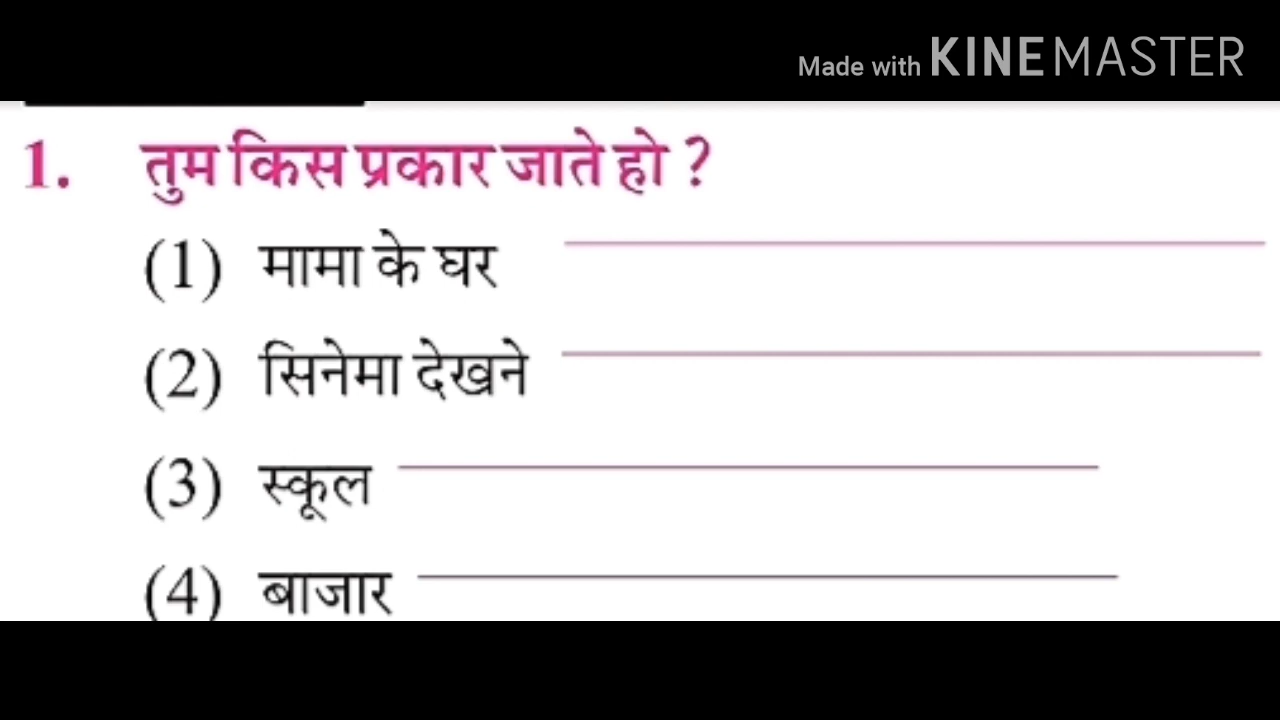 Made with KINEMASTER
1. तुम किस प्रकार जाते हो ?
(1) मामा के घर
(2) सिनेमा देखने
(3) स्कूल
(4) बाजार